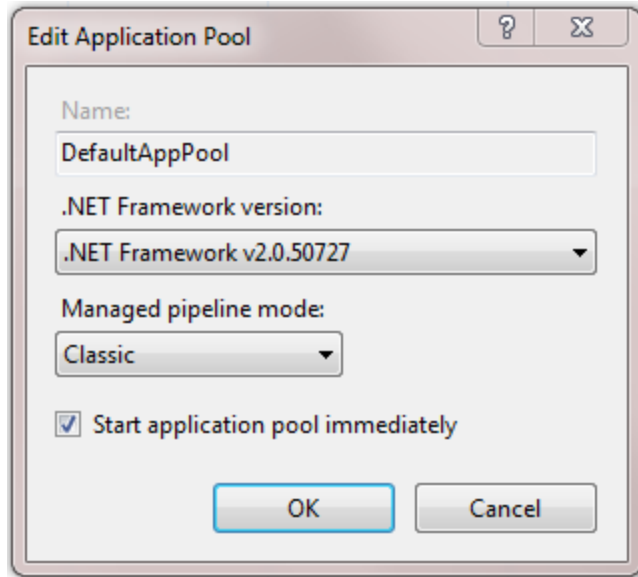 Edit Application Pool
Name:
DefaultAppPool
.NET Framework version:
.NET Framework v2.0.50727
Managed pipeline mode:
Classic
Start application pool immediately
OK Cancel